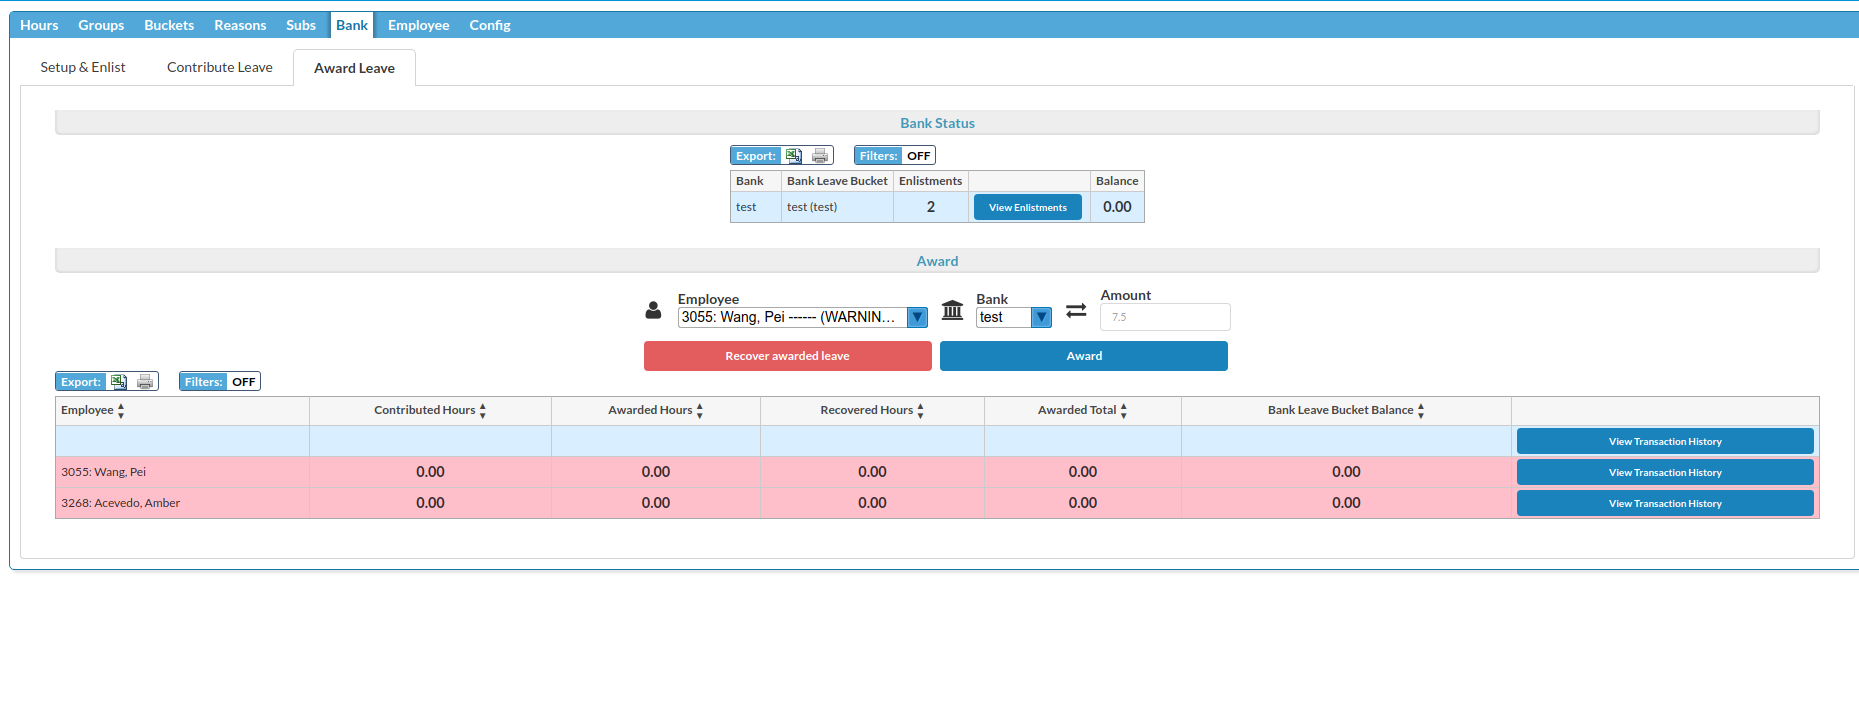 Hours Groups Buckets Reasons Subs Bank Employee Config
Setup & Enlist Contribute Leave Award Leave
Bank Status
Export: Filters: OFF
Bank Bank Leave Bucket Enlistments Balance
test test (test) 2 View Enlistments 0.00
Award
Employee Bank Amount
3055: Wang, Pei ------ (WARNIN... test 7.5
Recover awarded leave Award
Export: Filters: OFF
Employee Contributed Hours Awarded Hours Recovered Hours Awarded Total Bank Leave Bucket Balance
View Transaction History
3055: Wang, Pei 0.00 0.00 0.00 0.00 0.00 View Transaction History
3268: Acevedo, Amber 0.00 0.00 0.00 0.00 0.00 View Transaction History